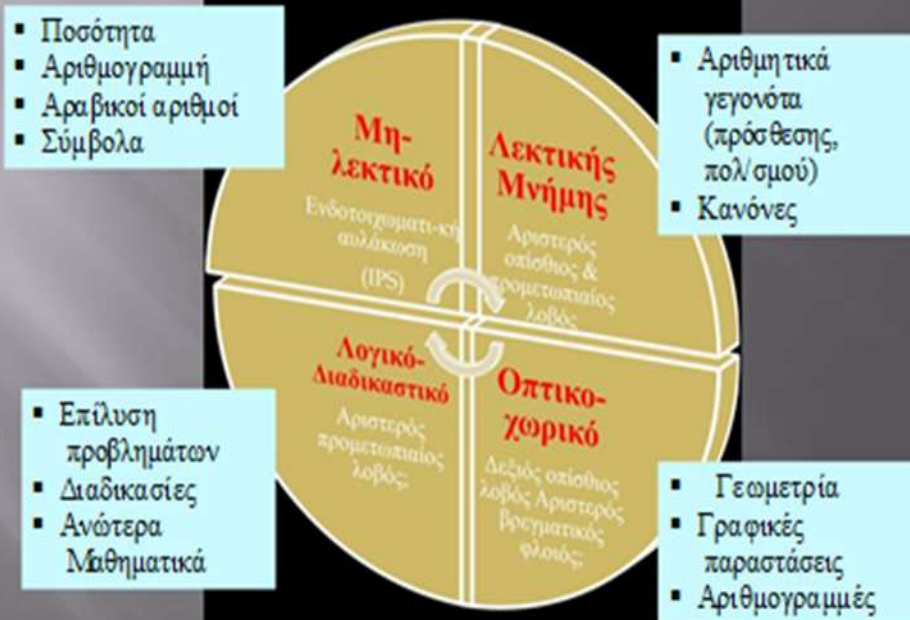 ▪ Ποσότητα
▪ Αριθμογραμμή
▪ Αραβικοί αριθμοί
▪ Σύμβολα
Μη-
λεκτικό
Ενδοτοιχωματι-κή
αυλάκωση
(IPS)
Λεκτικής
Μνήμης
Αριστερός
οπίσθιος &
προμετωπιαίος
λοβός;
▪ Αριθμητικά
γεγονότα
(πρόσθεσης,
πολ/σμού)
▪ Κανόνες
▪ Επίλυση
προβλημάτων
▪ Διαδικασίες
▪ Ανώτερα
Μαθηματικά
Λογικό-
Διαδικαστικό
Αριστερός
προμετωπιαίος
λοβός;
Οπτικο-
χωρικό
Δεξιός οπίσθιος
λοβός Αριστερός
βρεγματικός
φλοιός;
▪ Γεωμετρία
▪ Γραφικές
παραστάσεις
▪ Αριθμογραμμές